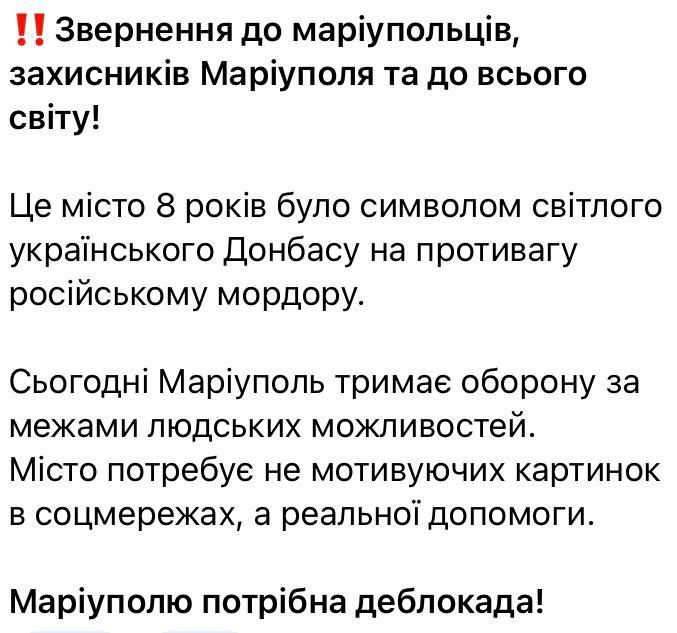 ‼️Звернення до маріупольців,
захисників Маріуполя та до всього
світу!
Це місто 8 років було символом світлого
українського Донбасу на противагу
російському мордору.
Сьогодні Маріуполь тримає оборону за
межами людських можливостей.
Місто потребує не мотивуючих картинок
в соцмережах, а реальної допомоги.
Маріуполю потрібна деблокада!